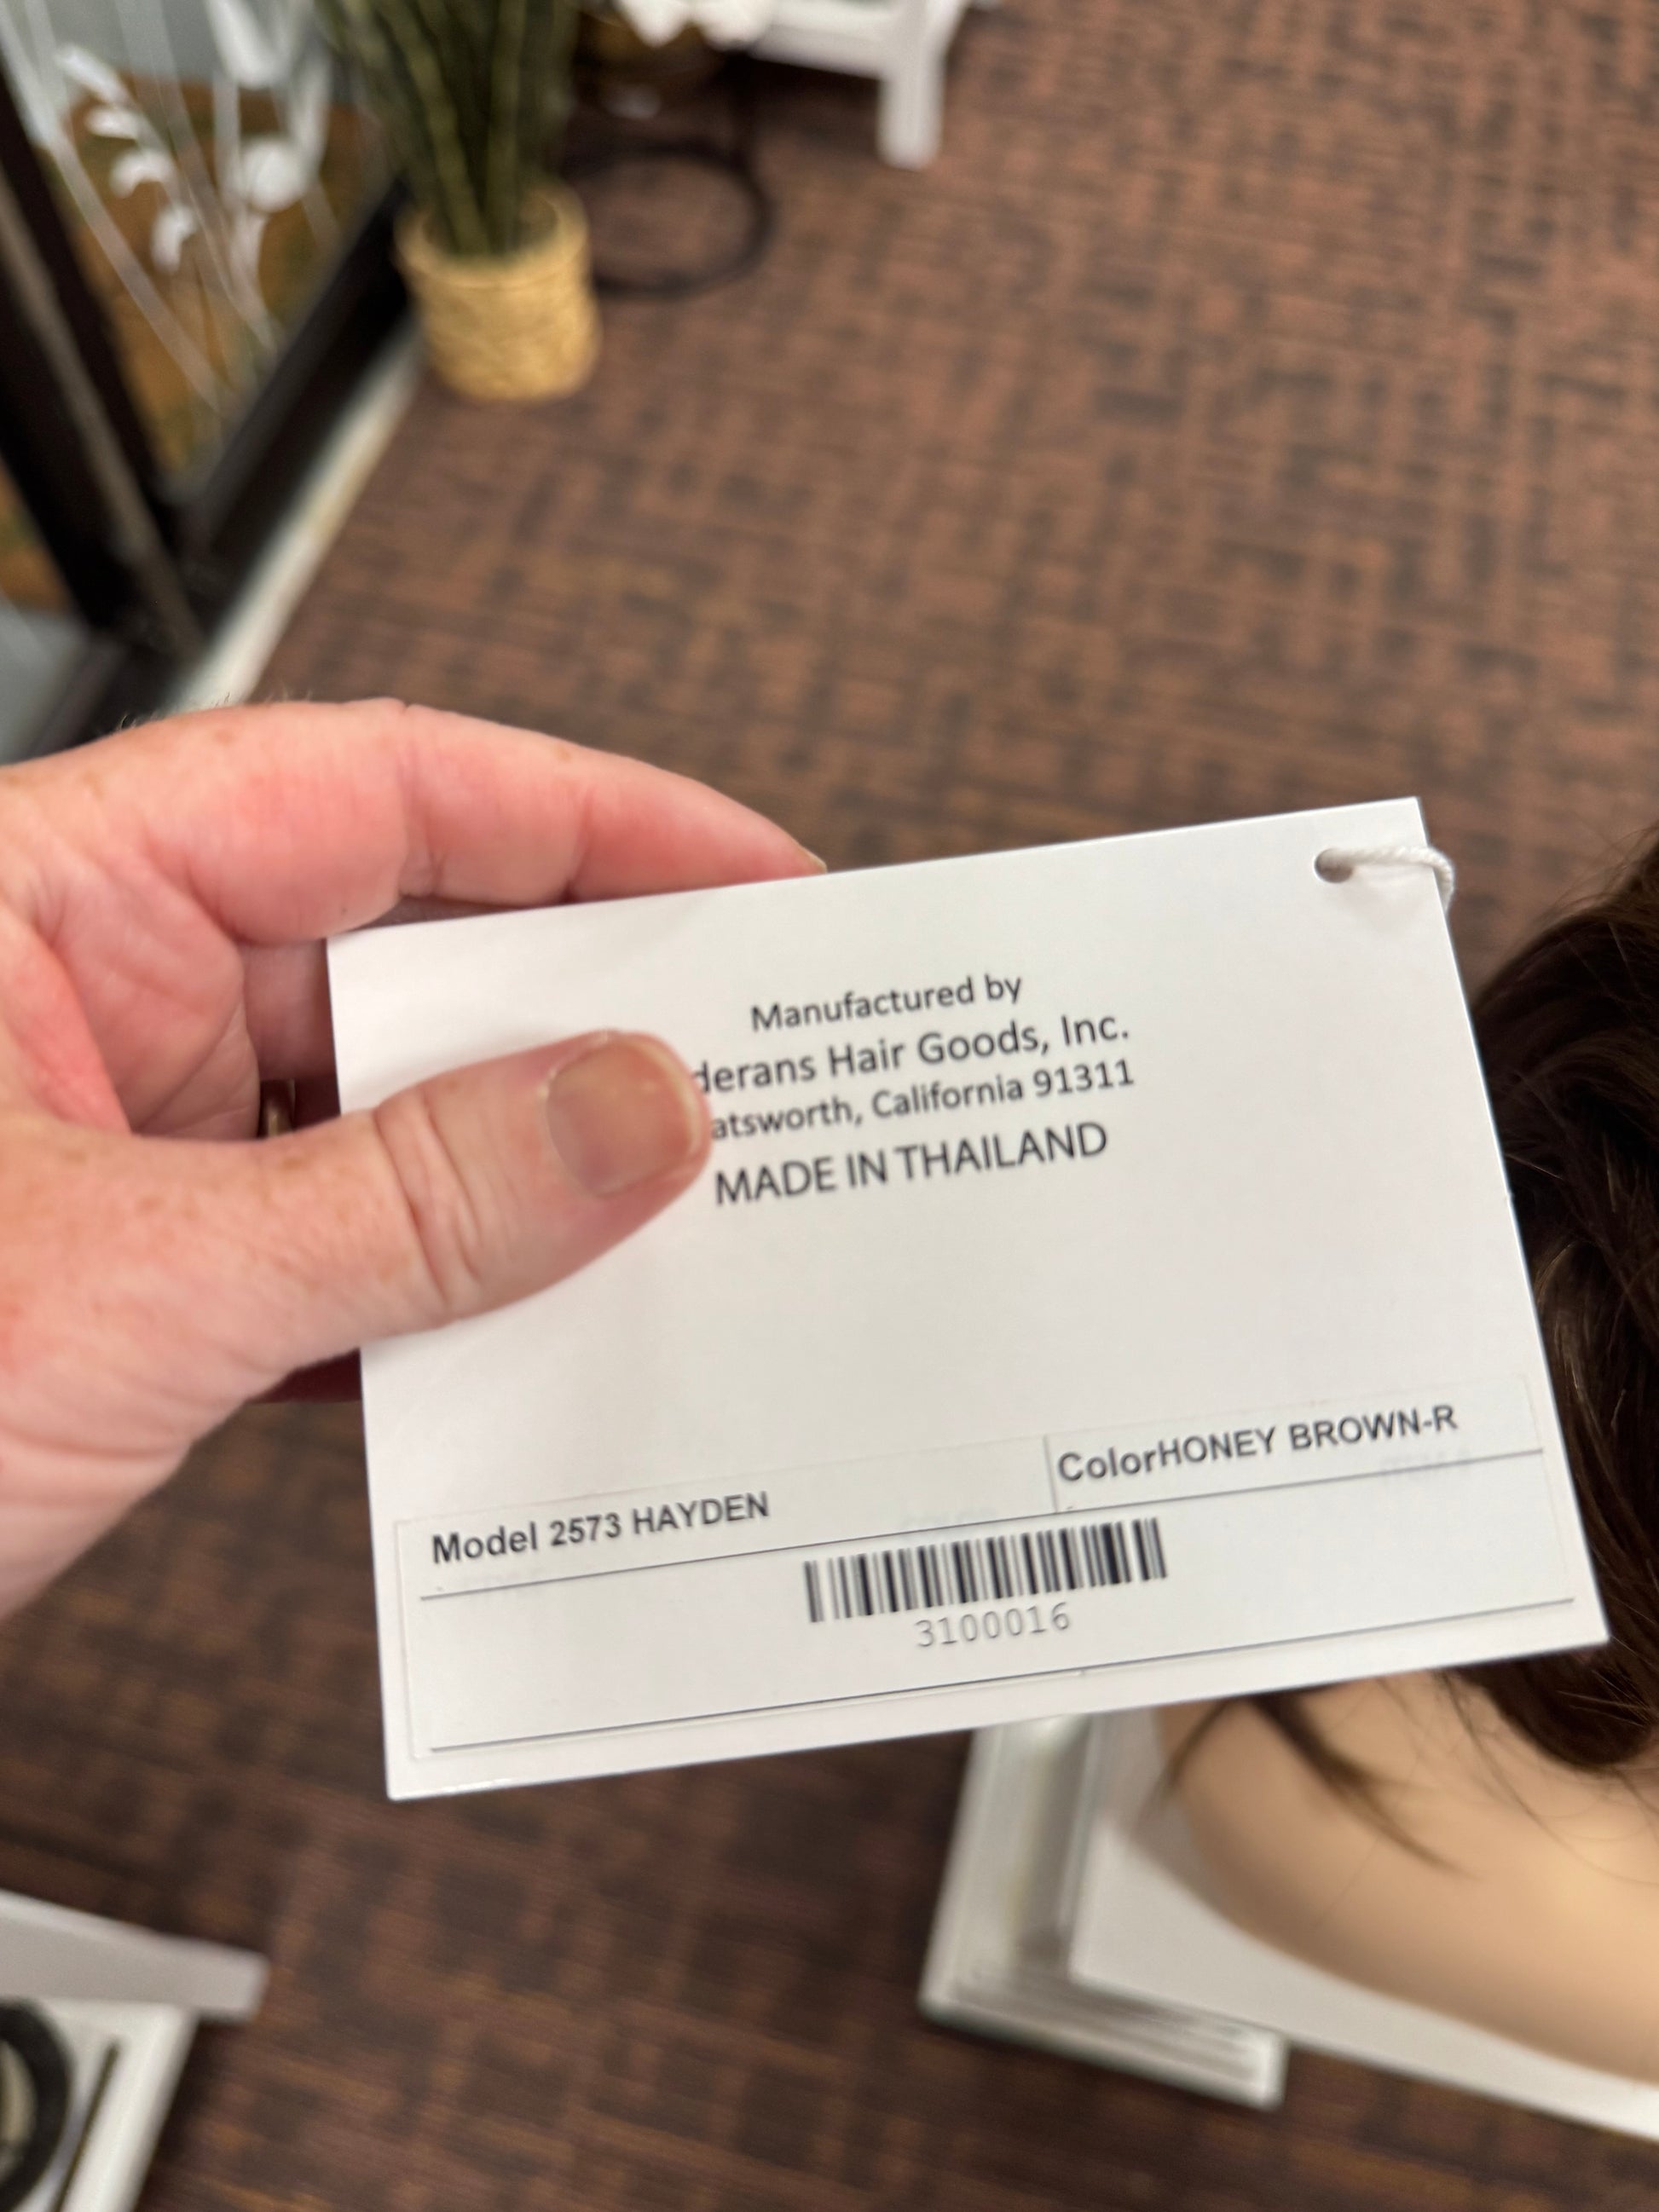 Manufactured by
derans Hair Goods, Inc.
atsworth, California 91311
MADE IN THAILAND
Model 2573 HAYDEN
ColorHONEY BROWN-R
3100016